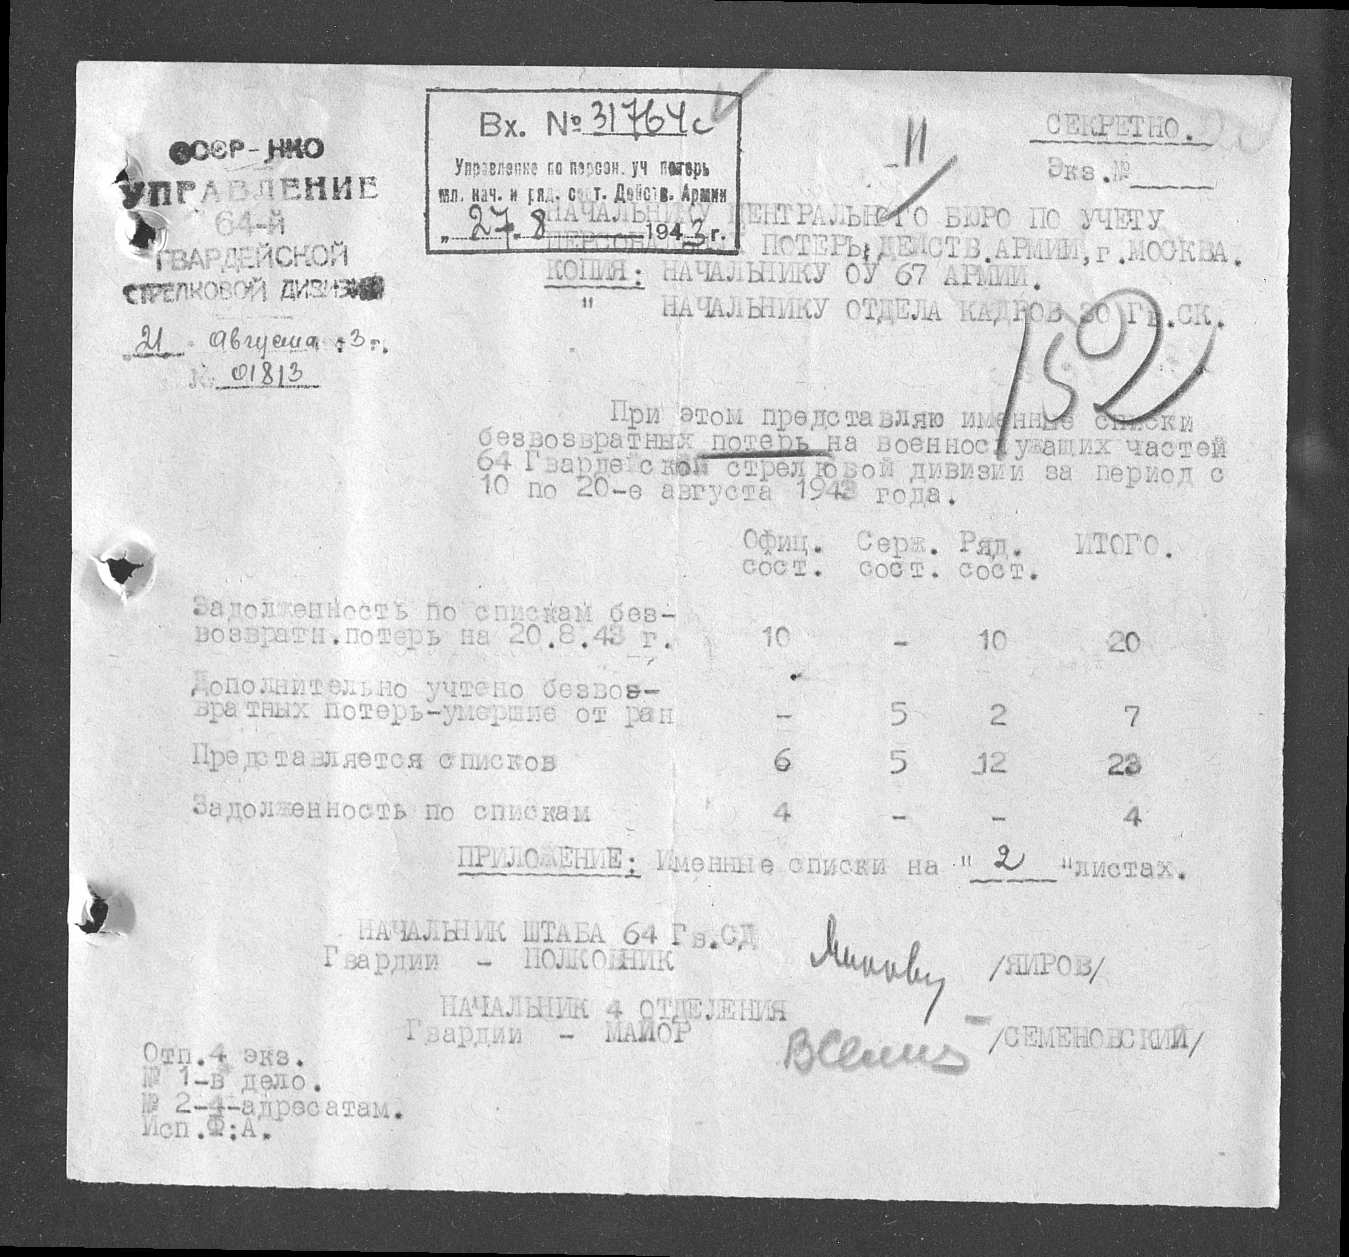 СССР-НКО
УПРАВЛЕНИЕ
64-й
ГВАРДЕЙСКОЙ
СТРЕЛКОВОЙ ДИВИЗИИ
"21" Августа 3 г.
№ 01813
Вх. № 31764с
Управление по персон. уч потерь
мл. нач. и ряд. сост. Действ. Армии
"27" 8 1943 г.
11
СЕКРЕТНО.
Экз.№
НАЧАЛЬНИКУ ЦЕНТРАЛЬНОГО БЮРО ПО УЧЕТУ
ПЕРСОНАЛЬНЫХ ПОТЕРЬ ДЕЙСТВ.АРМИИ, г.МОСКВА.
КОПИЯ: НАЧАЛЬНИКУ ОУ 67 АРМИИ.
" НАЧАЛЬНИКУ ОТДЕЛА КАДРОВ 30 Гв.СК.
152
При этом представляю именные списки
безвозвратных потерь на военнослужащих частей
64 Гвардейской стрелковой дивизии за период с
10 по 20-е августа 1943 года.
Офиц. Серж. Ряд. ИТОГО.
сост. сост. сост.
Задолженность по спискам без-
возвратн.потерь на 20.8.43 г. 10 - 10 20
Дополнительно учтено безвоз-
вратных потерь-умершие от ран - 5 2 7
Представляется списков 6 5 12 23
Задолженность по спискам 4 - - 4
ПРИЛОЖЕНИЕ: Именные списки на "2"листах.
НАЧАЛЬНИК ШТАБА 64 Гв.СД
Гвардии - ПОЛКОВНИК /ЯИРОВ/
НАЧАЛЬНИК 4 ОТДЕЛЕНИЯ
Гвардии - МАЙОР /СЕМЕНОВСКИЙ/
Отп.4 экз.
№ 1-в дело.
№ 2-4-адресатам.
Исп.Ф.А.